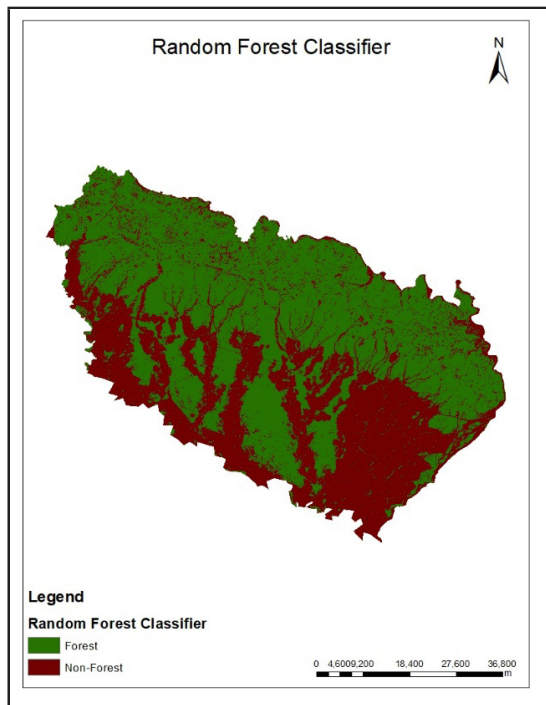 Random Forest Classifier
N
Legend
Random Forest Classifier
Forest
Non-Forest
0 4,6009,200 18,400 27,600 36,800
m